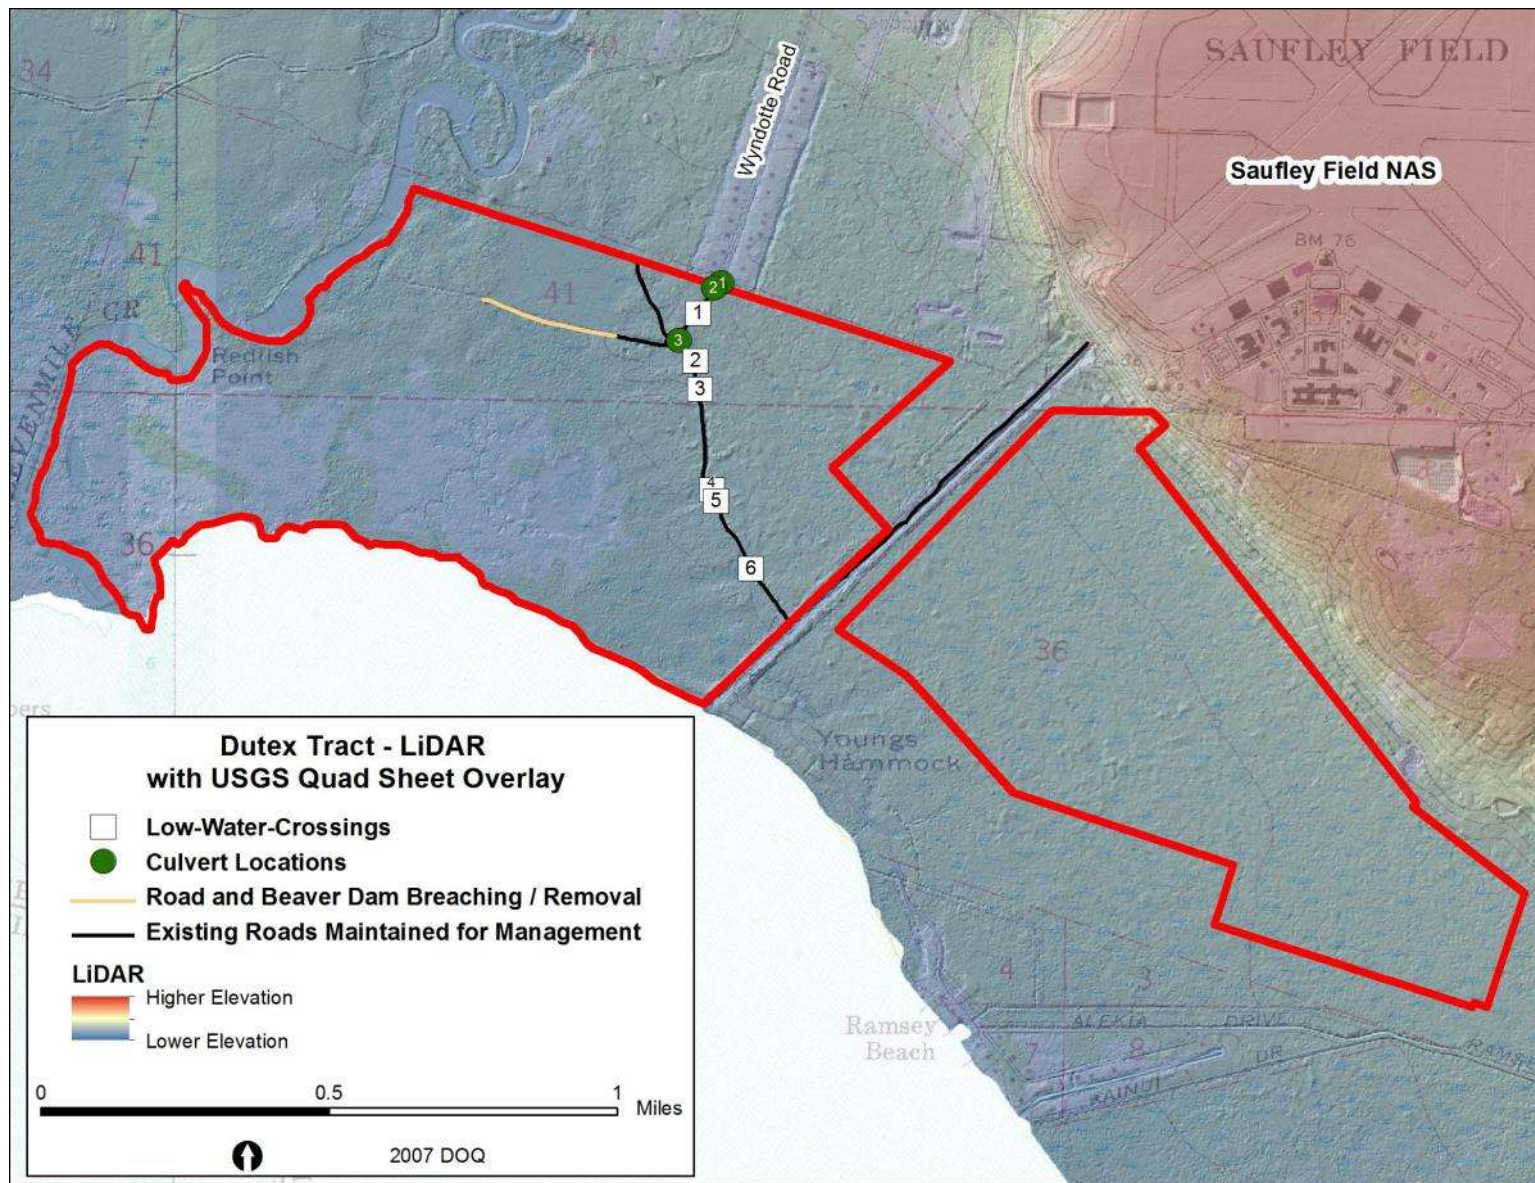 34
SAUFLEY FIELD
Wyndotte Road
Saufley Field NAS
BM 76
41
41
1
2
1
CR
3
Redfish
Point
2
3
4
5
36
6
36
6
Youngs
Hammock
Dutex Tract - LiDAR
with USGS Quad Sheet Overlay
Low-Water-Crossings
Culvert Locations
Road and Beaver Dam Breaching / Removal
Existing Roads Maintained for Management
LiDAR
Higher Elevation
Lower Elevation
0 0.5 1
Miles
2007 DOQ
4
3
ALEKIA DRIVE
Ramsey
Beach
7
8
DR